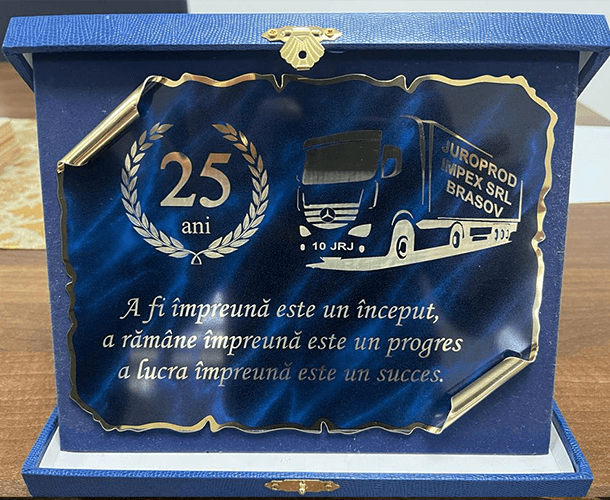 25
ani
JUROPROD
IMPEX SRL
BRASOV
10 JRJ
A fi împreună este un început,
a rămâne împreună este un progres
a lucra împreună este un succes.